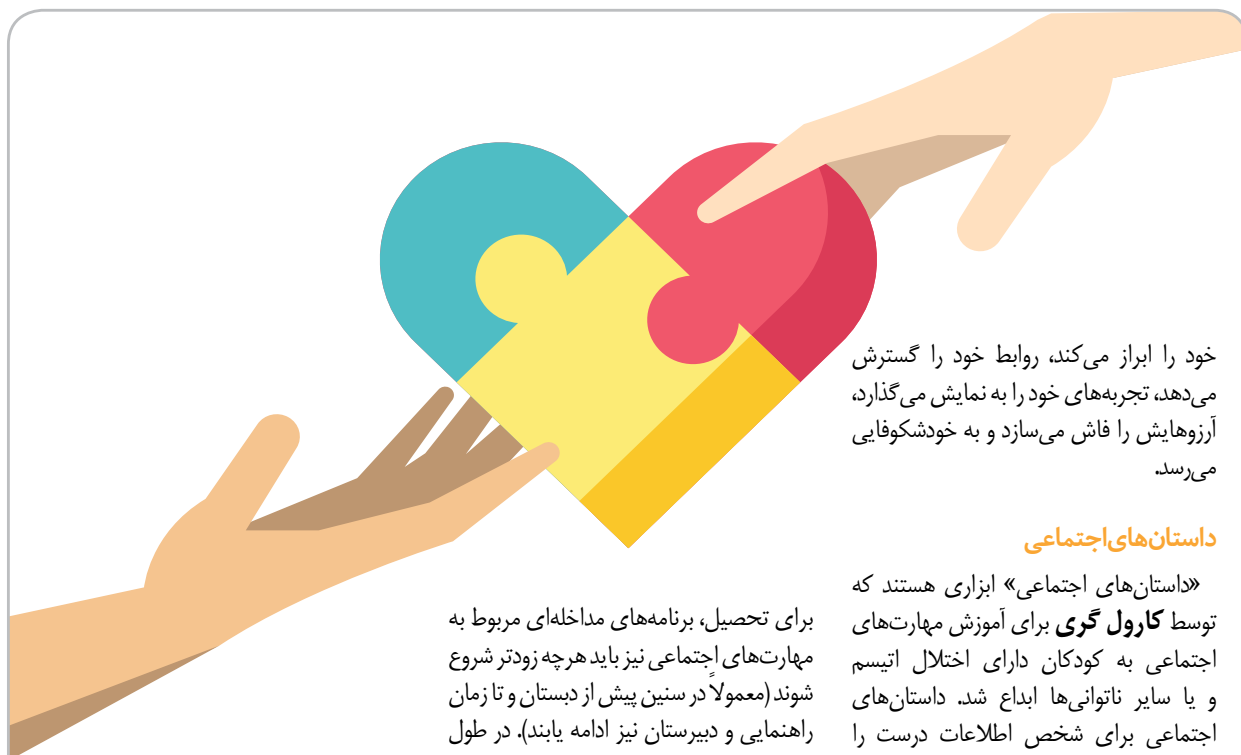 خود را ابراز می‌کند، روابط خود را گسترش
می‌دهد، تجربه‌های خود را به نمایش می‌گذارد،
آرزوهایش را فاش می‌سازد و به خودشکوفایی
می‌رسد.
داستان‌های‌اجتماعی
«داستان‌های اجتماعی» ابزاری هستند که
توسط کارول گری برای آموزش مهارت‌های
اجتماعی به کودکان دارای اختلال اتیسم
و یا سایر ناتوانی‌ها ابداع شد. داستان‌های
اجتماعی برای شخص اطلاعات درست را
برای تحصیل، برنامه‌های مداخله‌ای مربوط به
مهارت‌های اجتماعی نیز باید هرچه زودتر شروع
شوند (معمولاً در سنین پیش از دبستان و تا زمان
راهنمایی و دبیرستان نیز ادامه یابند). در طول